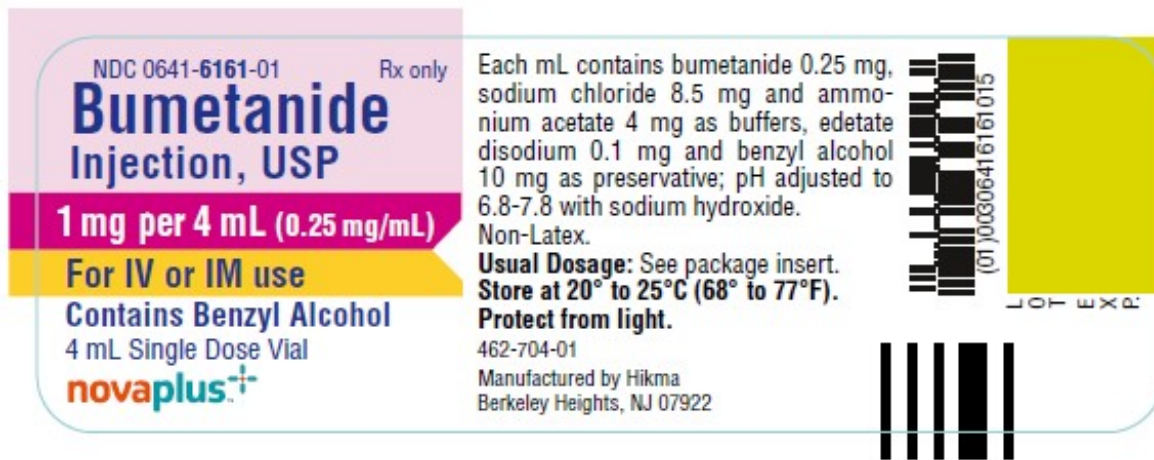 NDC 0641-6161-01 Rx only
Bumetanide
Injection, USP
1 mg per 4 mL (0.25 mg/mL)
For IV or IM use
Contains Benzyl Alcohol
4 mL Single Dose Vial
novaplus™
Each mL contains bumetanide 0.25 mg,
sodium chloride 8.5 mg and ammo-
nium acetate 4 mg as buffers, edetate
disodium 0.1 mg and benzyl alcohol
10 mg as preservative; pH adjusted to
6.8-7.8 with sodium hydroxide.
Non-Latex.
Usual Dosage: See package insert.
Store at 20° to 25°C (68° to 77°F).
Protect from light.
462-704-01
Manufactured by Hikma
Berkeley Heights, NJ 07922
(01)00306416161015
LOT EXP.